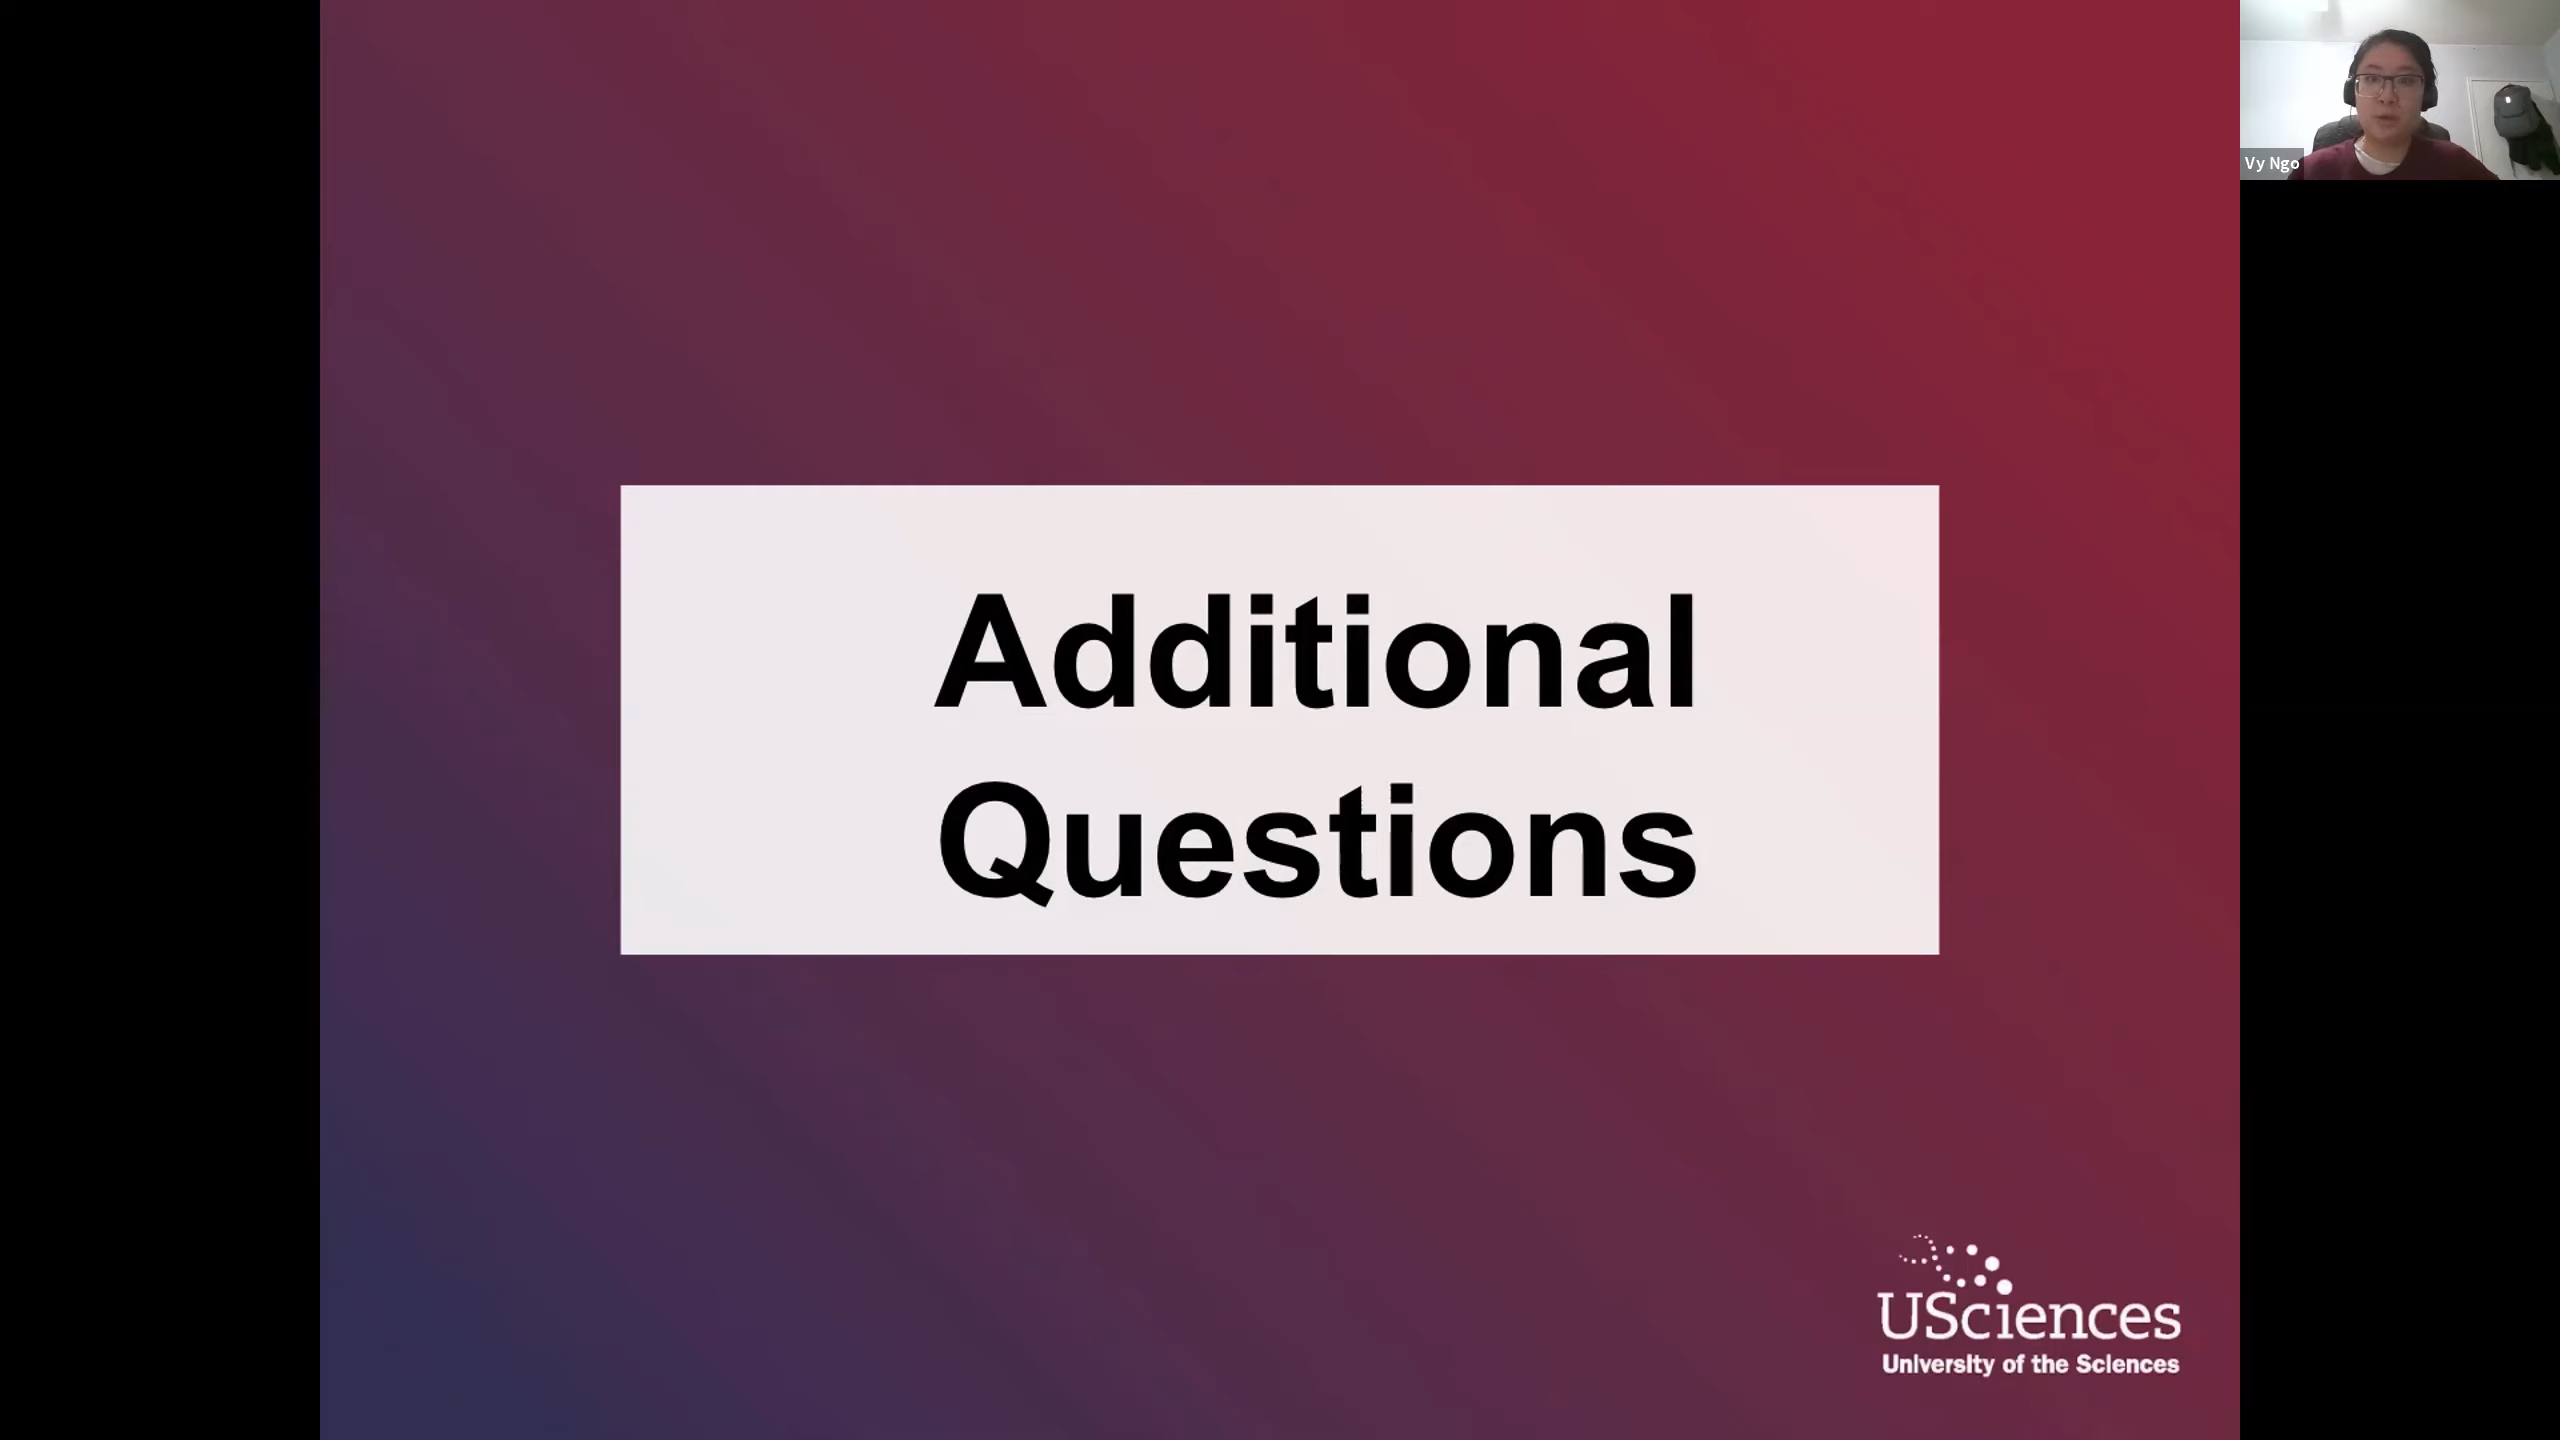 Additional
Questions
Vy Ngo
USciences
University of the Sciences